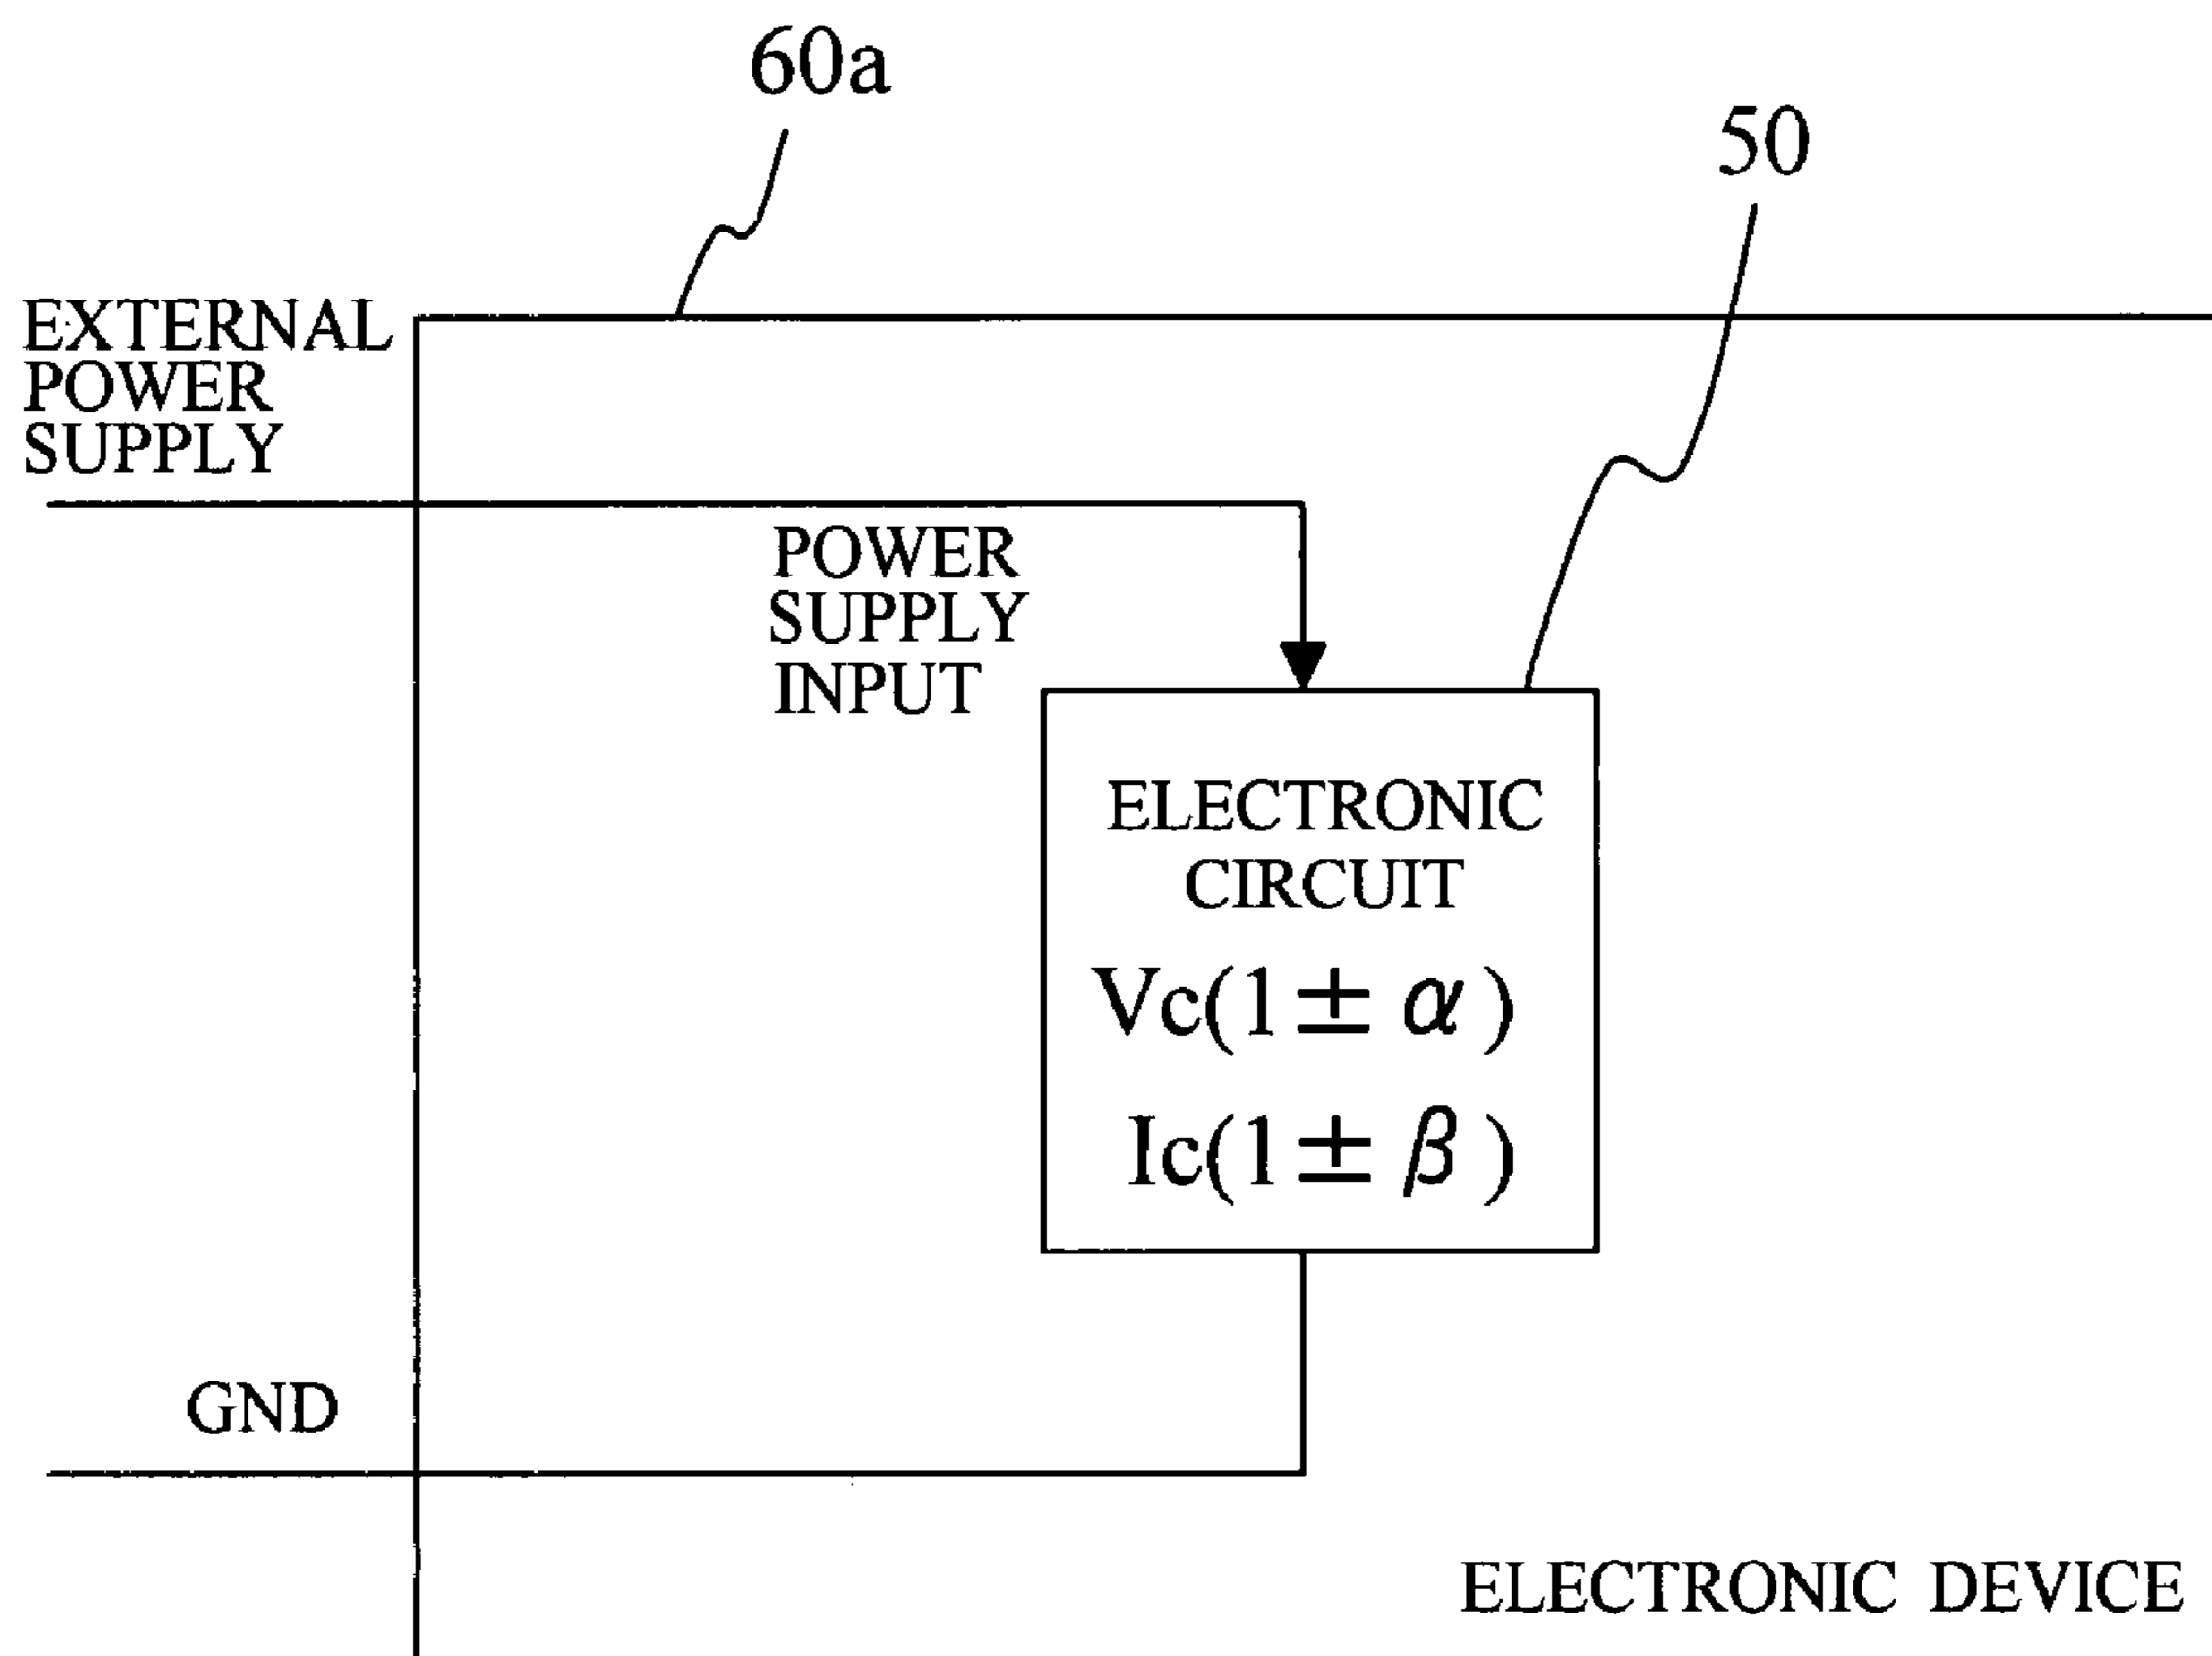 60a
50
EXTERNAL
POWER
SUPPLY
POWER
SUPPLY
INPUT
ELECTRONIC
CIRCUIT
Vc(1 ± α)
Ic(1 ± β)
GND
ELECTRONIC DEVICE